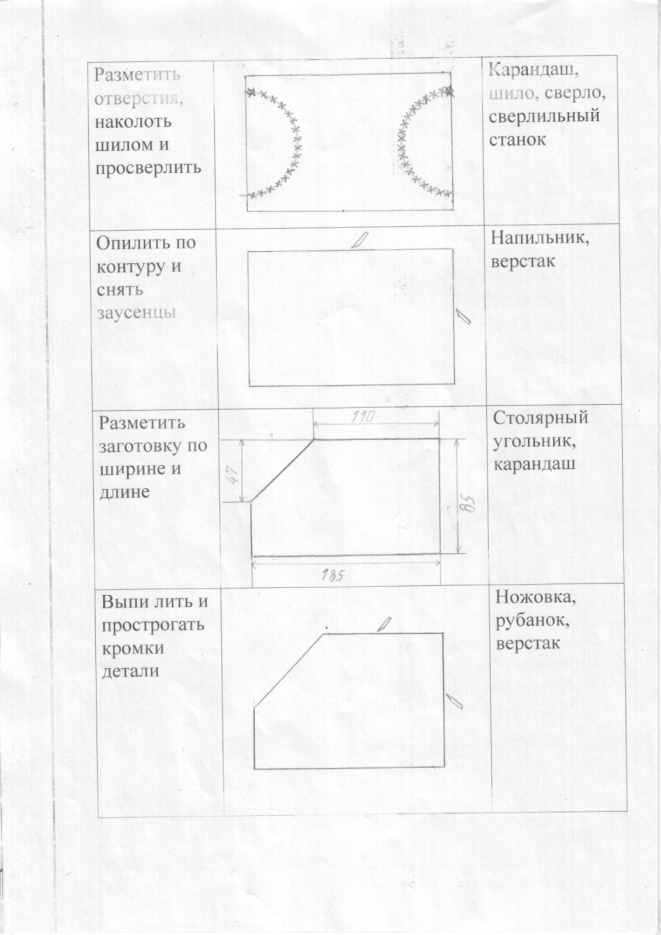 Разметить
отверстия,
наколоть
шилом и
просверлить
Карандаш,
шило, сверло,
сверлильный
станок
Опилить по
контуру и
снять
заусенцы
Напильник,
верстак
Разметить
заготовку по
ширине и
длине
110
47
85
185
Столярный
угольник,
карандаш
Выпи лить и
прострогать
кромки
детали
Ножовка,
рубанок,
верстак